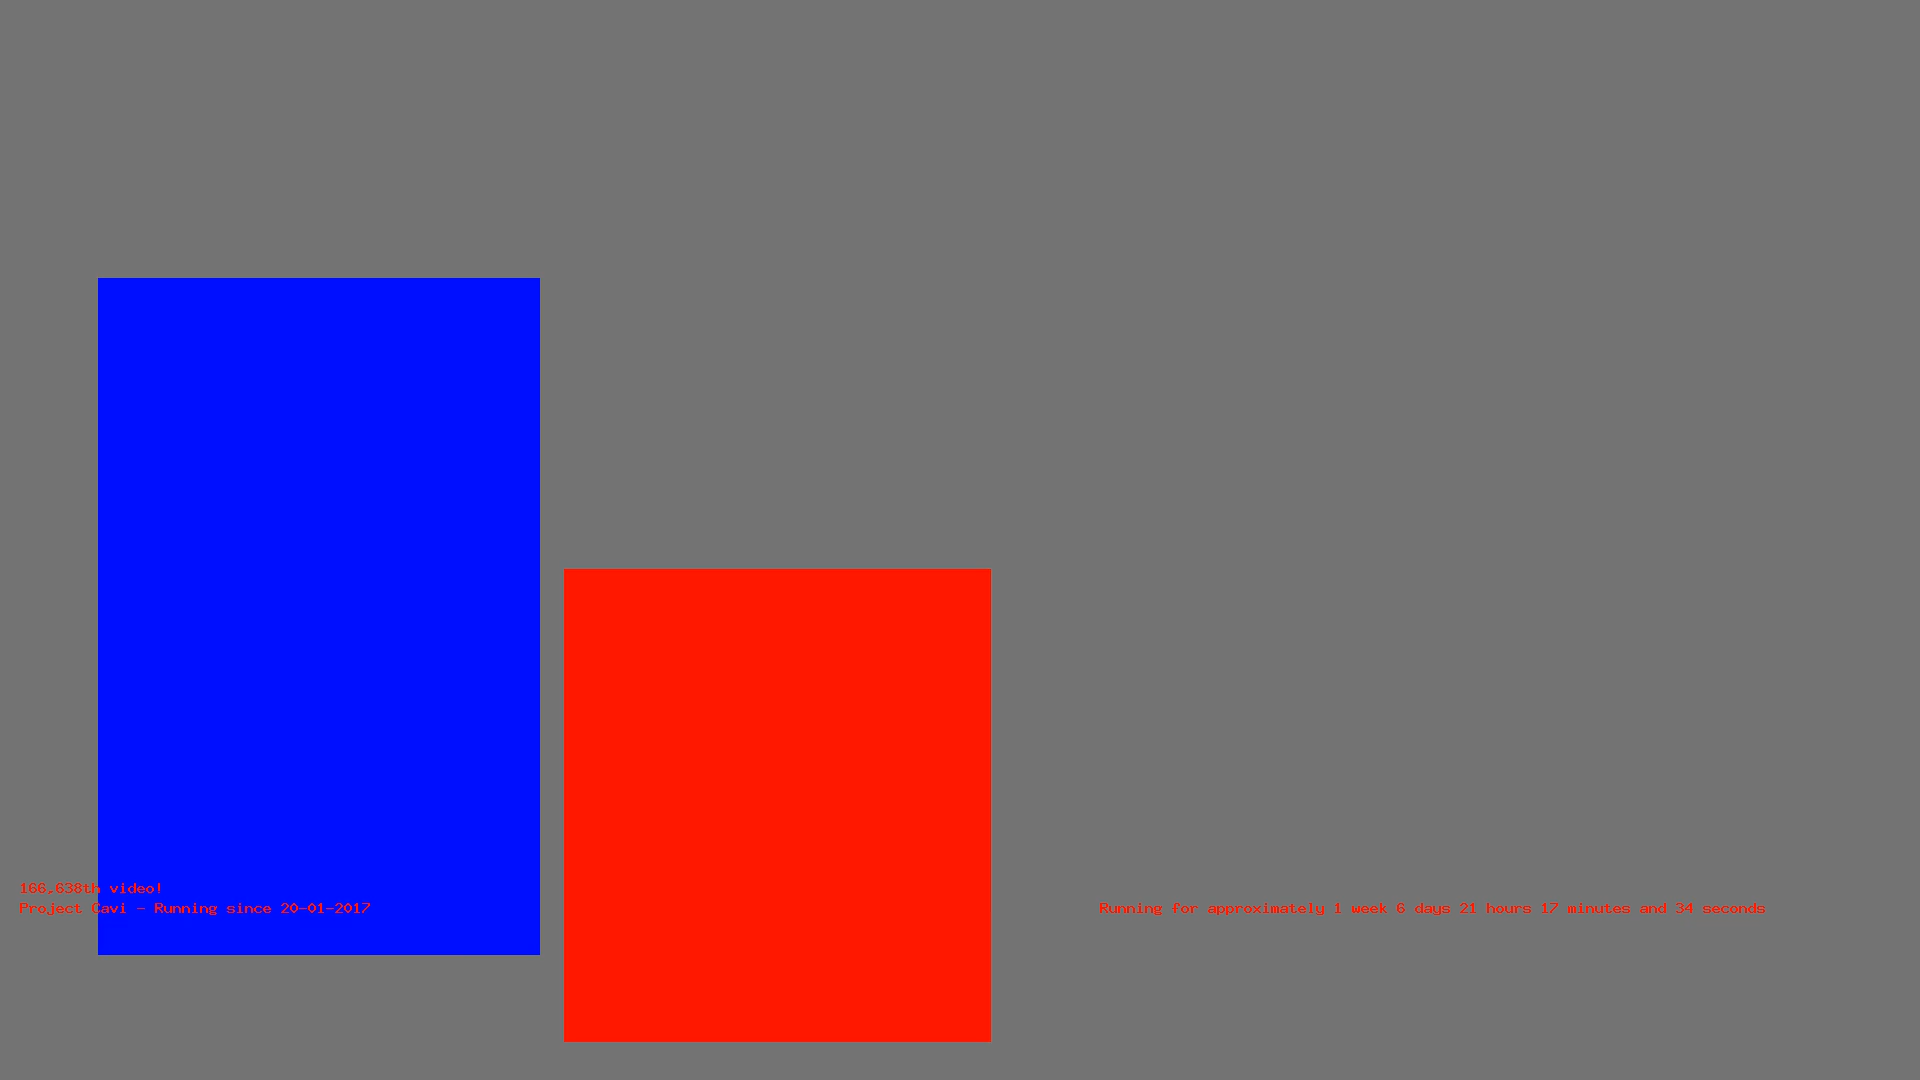 166,638th video!
Project Cavi - Running since 20-01-2017
Running for approximately 1 week 6 days 21 hours 17 minutes and 34 seconds